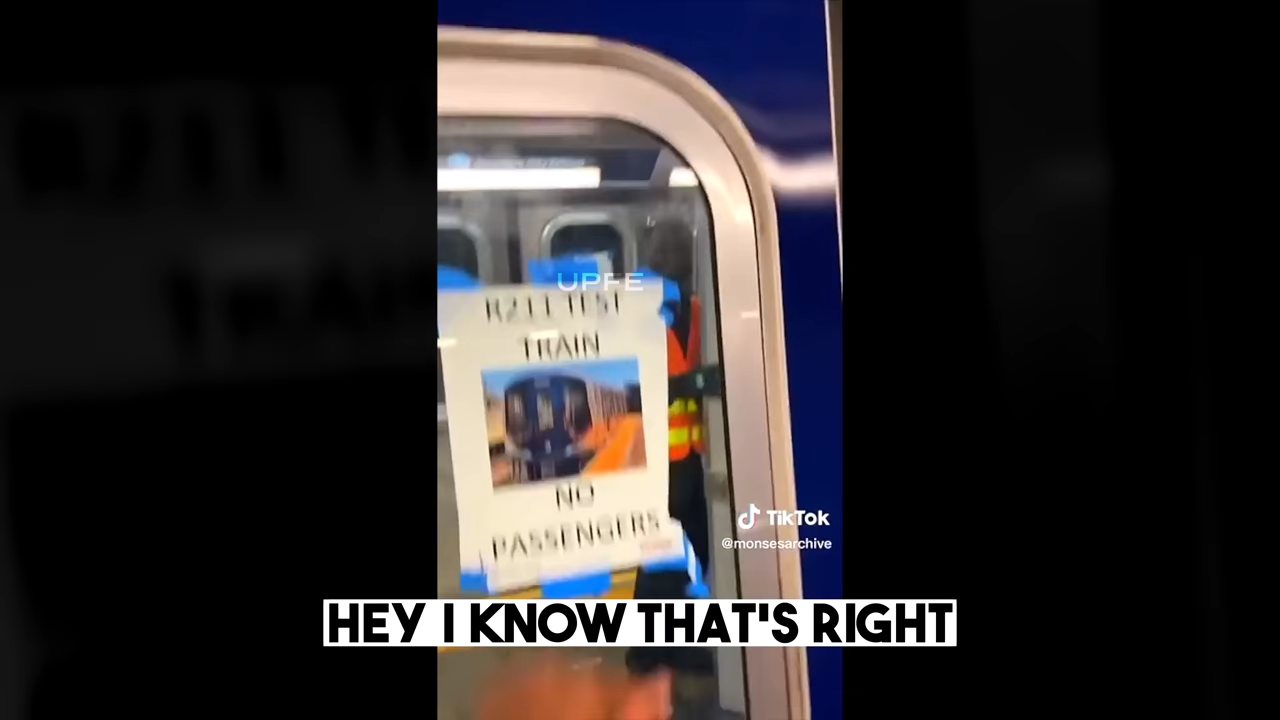 UPFE
R211 TEST
TRAIN
NO
PASSENGERS
TikTok
@monsesarchive
HEY I KNOW THAT'S RIGHT